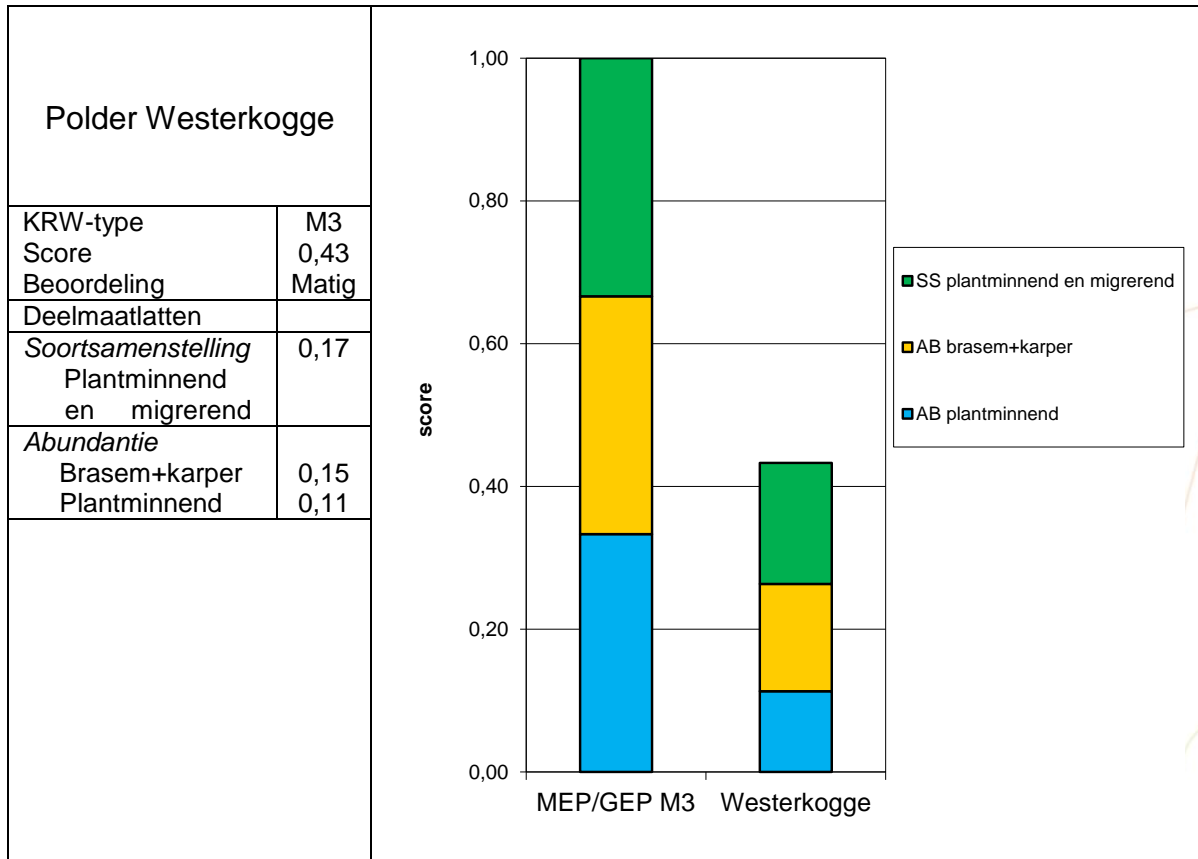 Polder Westerkogge
KRW-type M3
Score 0,43
Beoordeling Matig
Deelmaatlatten
Soortsamenstelling 0,17
Plantminnend
en migrerend
Abundantie
Brasem+karper 0,15
Plantminnend 0,11
score
1,00
0,80
0,60
0,40
0,20
0,00
MEP/GEP M3 Westerkogge
SS plantminnend en migrerend
AB brasem+karper
AB plantminnend